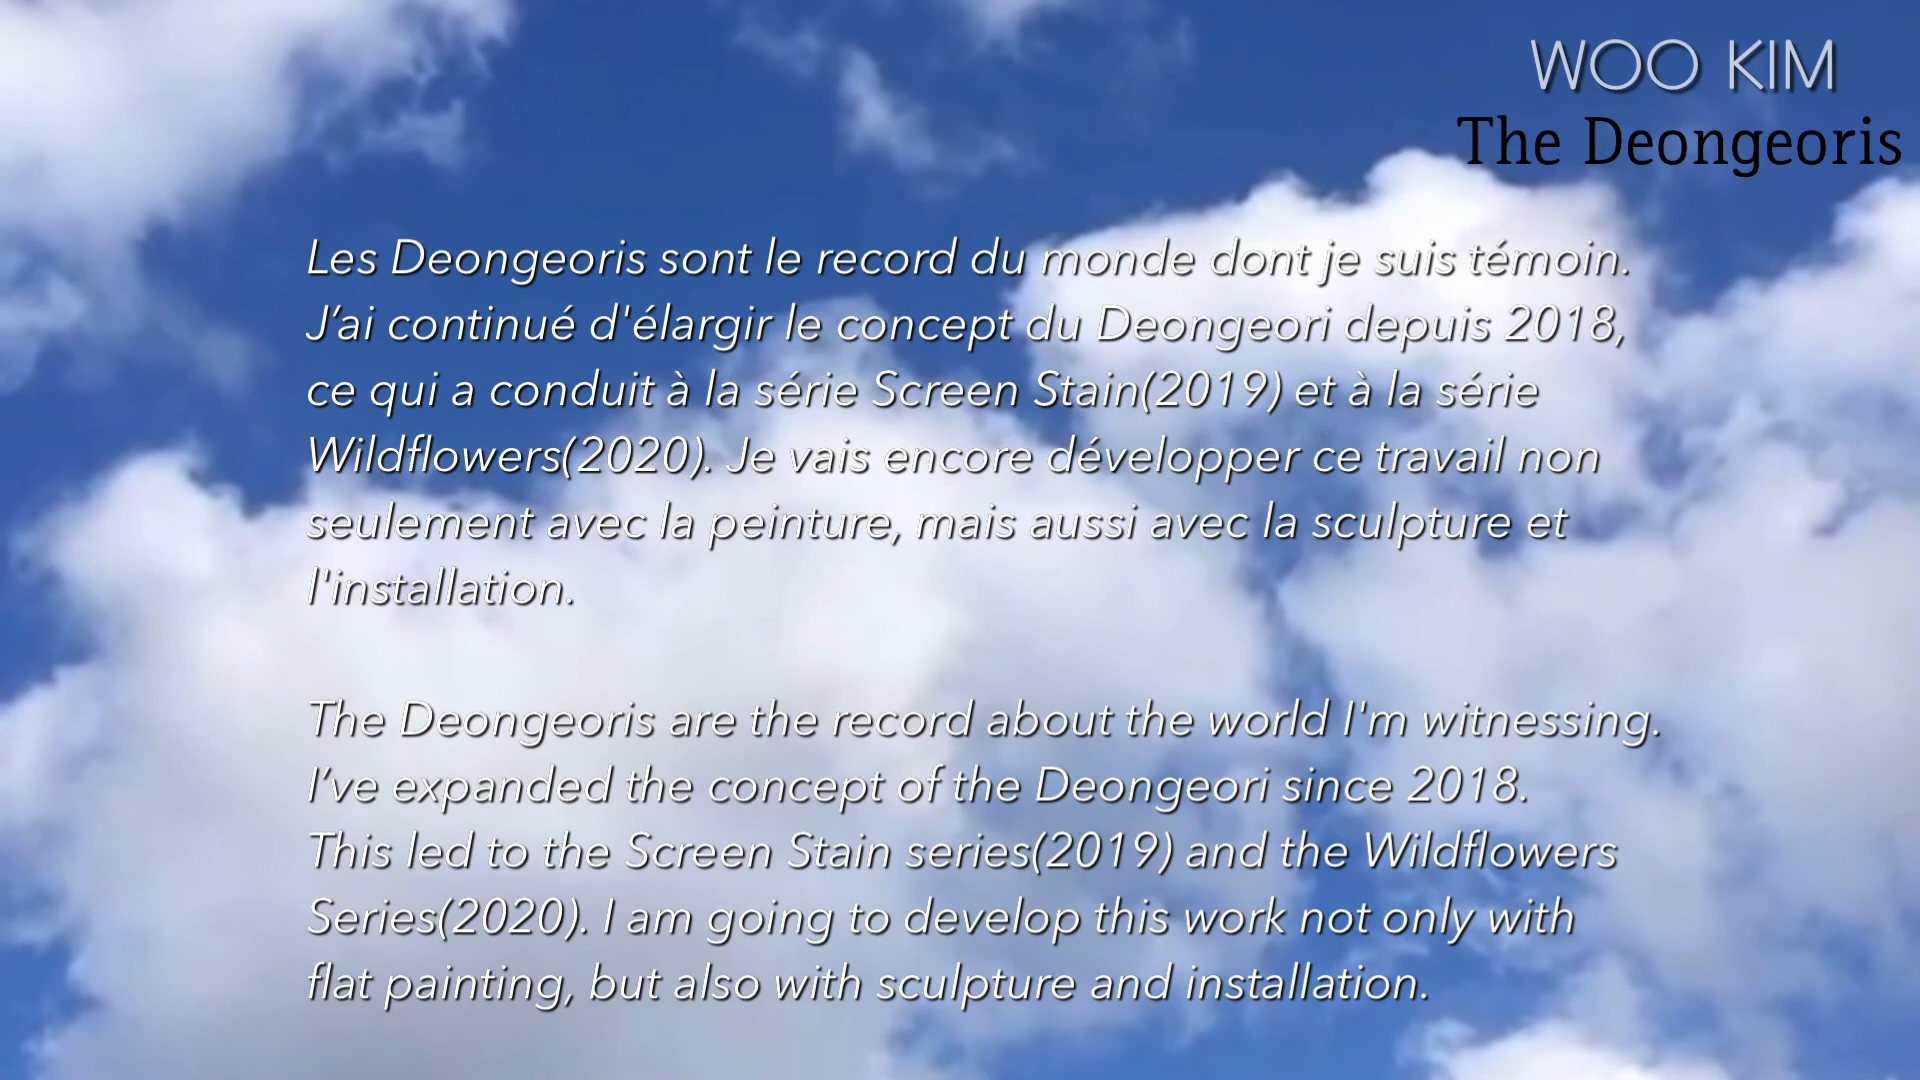 WOO KIM
The Deongeoris
Les Deongeoris sont le record du monde dont je suis témoin.
J’ai continué d'élargir le concept du Deongeori depuis 2018,
ce qui a conduit à la série Screen Stain(2019) et à la série
Wildflowers(2020). Je vais encore développer ce travail non
seulement avec la peinture, mais aussi avec la sculpture et
l'installation.
The Deongeoris are the record about the world I'm witnessing.
I’ve expanded the concept of the Deongeori since 2018.
This led to the Screen Stain series(2019) and the Wildflowers
Series(2020). I am going to develop this work not only with
flat painting, but also with sculpture and installation.